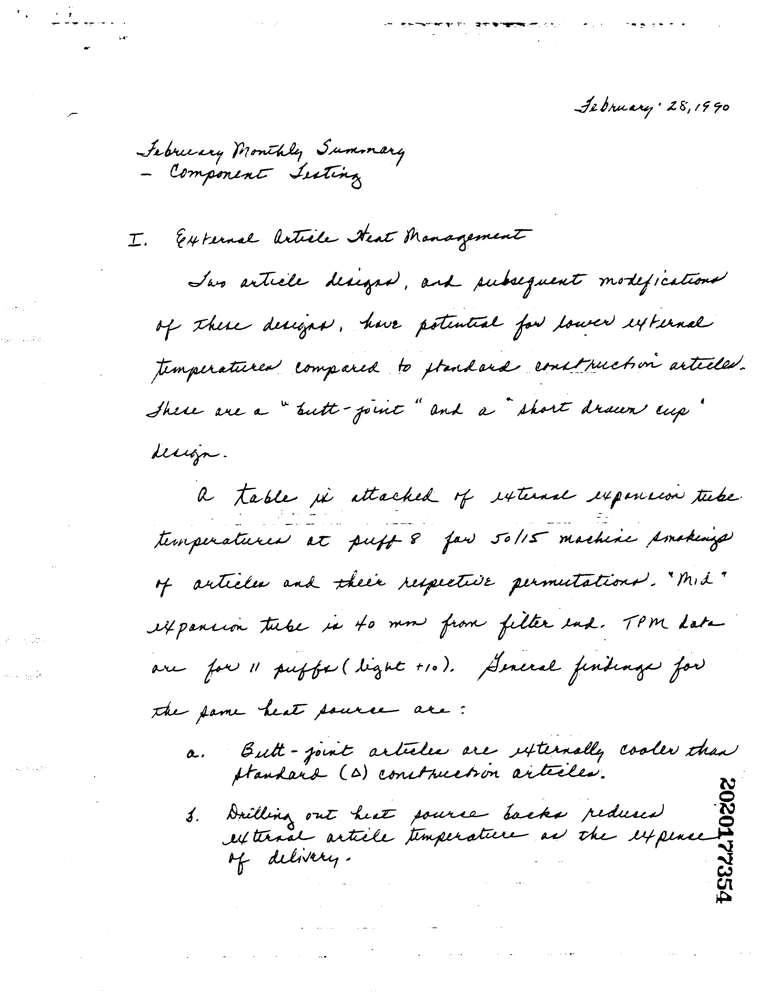 February 28, 1990
February Monthly Summary
- Component Testing
I. External Article Heat Management
Two article designs, and subsequent modifications
of these designs, have potential for lower external
temperatures compared to standard construction articles.
These are a "butt-joint" and a "short drawn cup"
design.
A table is attached of external expansion tube
temperatures at puff 8 for 50/15 machine smokings
of articles and their respective permutations. "Mid"
expansion tube is 40 mm from filter end. TPM data
are for 11 puffs (light +10). General findings for
the same heat source are:
a. Butt-joint articles are externally cooler than
standard (Δ) construction articles.
b. Drilling out heat source backs reduces
external article temperature as the expense
of delivery.
2020177354